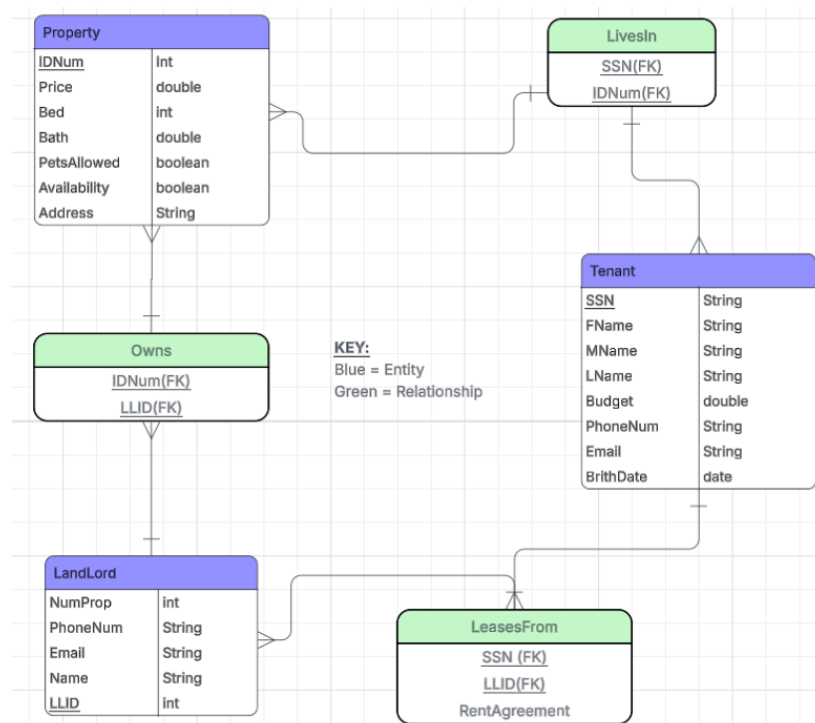 Property
IDNum Int
Price double
Bed int
Bath double
PetsAllowed boolean
Availability boolean
Address String
LivesIn
SSN(FK)
IDNum(FK)
Tenant
SSN String
FName String
MName String
LName String
Budget double
PhoneNum String
Email String
BrithDate date
Owns
IDNum(FK)
LLID(FK)
KEY:
Blue = Entity
Green = Relationship
LandLord
NumProp int
PhoneNum String
Email String
Name String
LLID int
LeasesFrom
SSN (FK)
LLID(FK)
RentAgreement